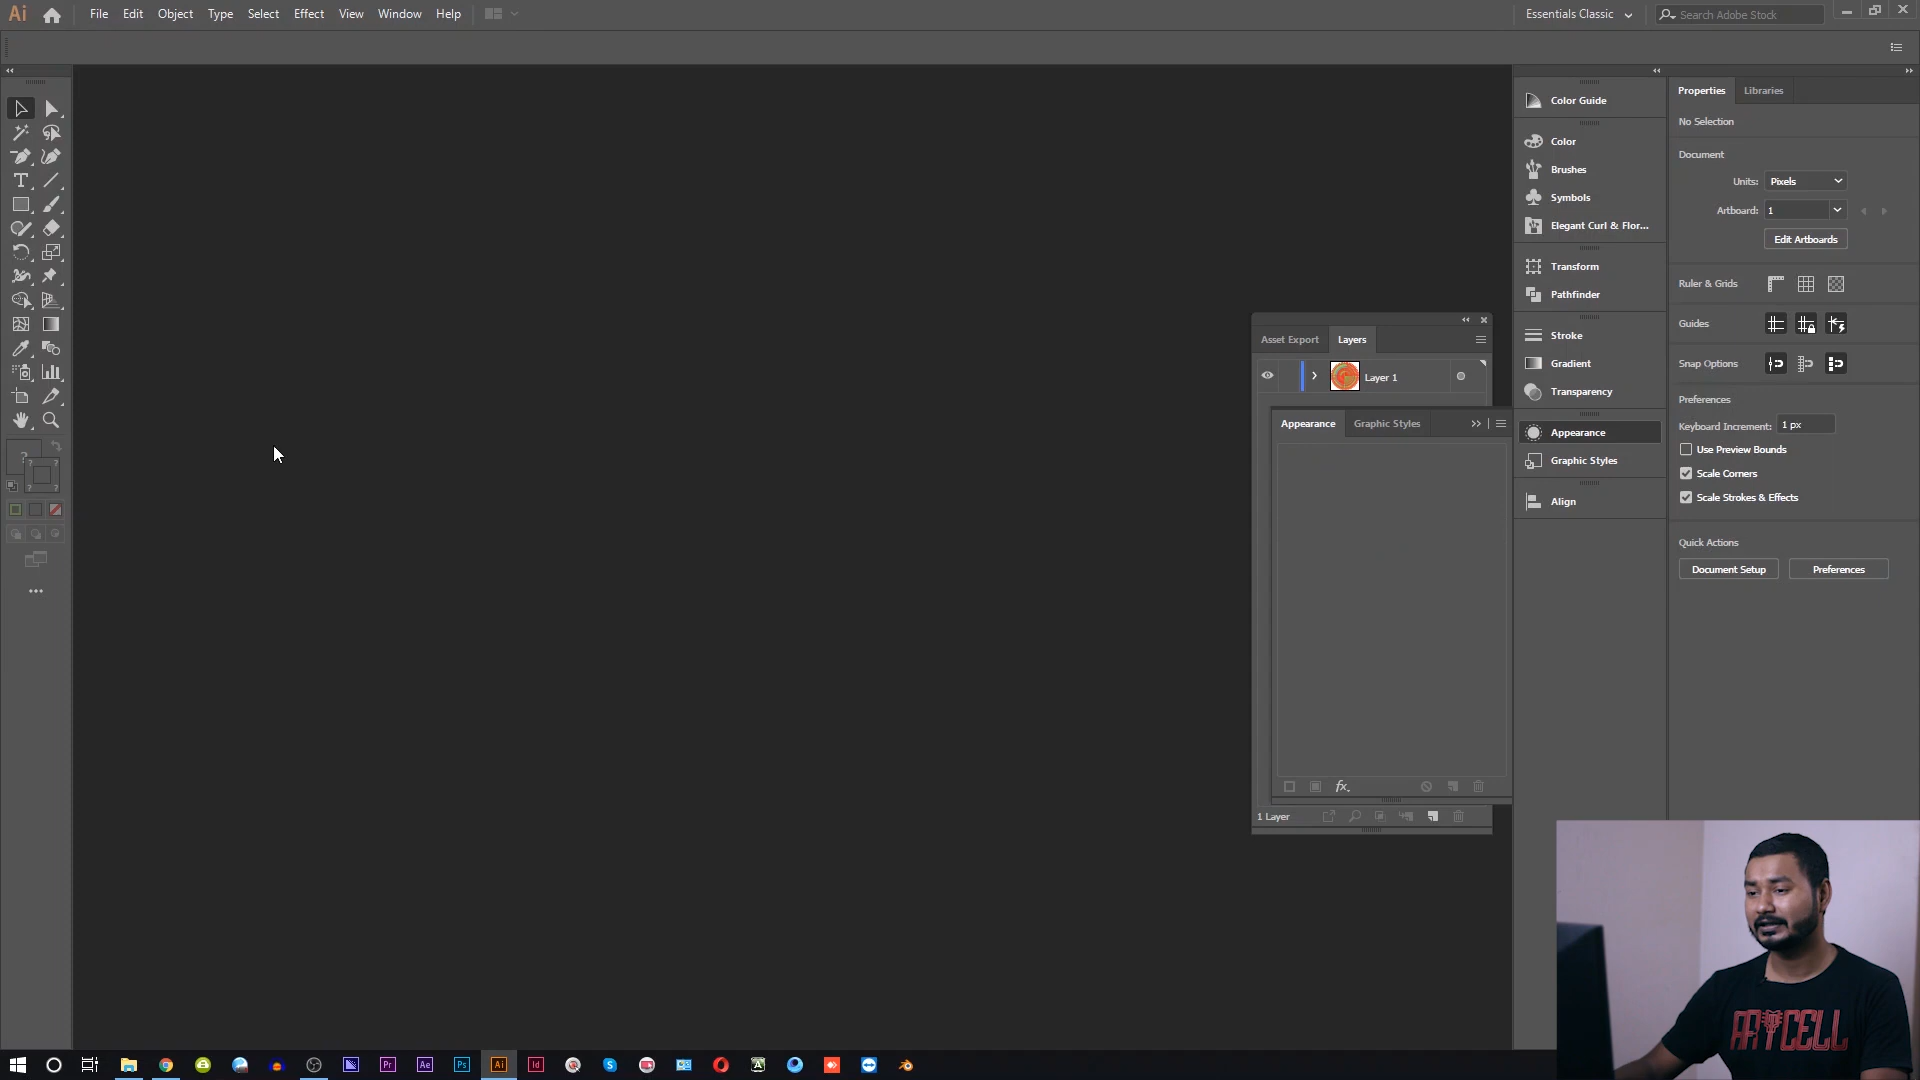 Ai File Edit Object Type Select Effect View Window Help
Essentials Classic
Search Adobe Stock
Color Guide
Color
Brushes
Symbols
Elegant Curl & Flor...
Transform
Pathfinder
Stroke
Gradient
Transparency
Appearance
Graphic Styles
Align
Properties Libraries
No Selection
Document
Units: Pixels
Artboard: 1
Edit Artboards
Ruler & Grids
Guides
Snap Options
Preferences
Keyboard Increment: 1 px
Use Preview Bounds
Scale Corners
Scale Strokes & Effects
Quick Actions
Document Setup Preferences
Asset Export Layers
Layer 1
Appearance Graphic Styles
fx.
1 Layer
ARTCELL
Pr Ae Ps Ai Id